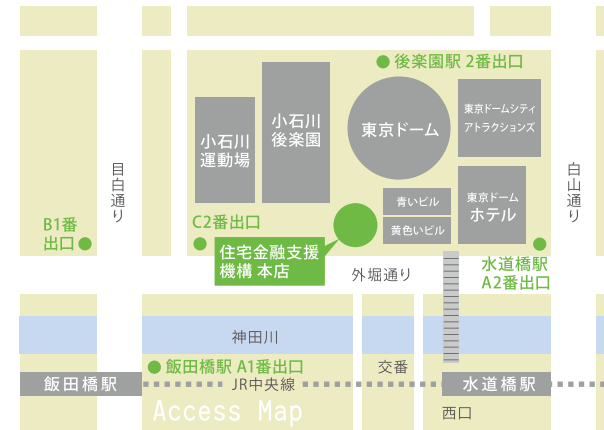 後楽園駅 2番出口
小石川
後楽園
小石川
運動場
東京ドーム
東京ドームシティ
アトラクションズ
目白通り
白山通り
青いビル
黄色いビル
東京ドーム
ホテル
B1番
出口
C2番出口
住宅金融支援
機構 本店
外堀通り
水道橋駅
A2番出口
神田川
飯田橋駅 A1番出口
交番
飯田橋駅
JR中央線
水道橋駅
Access Map
西口